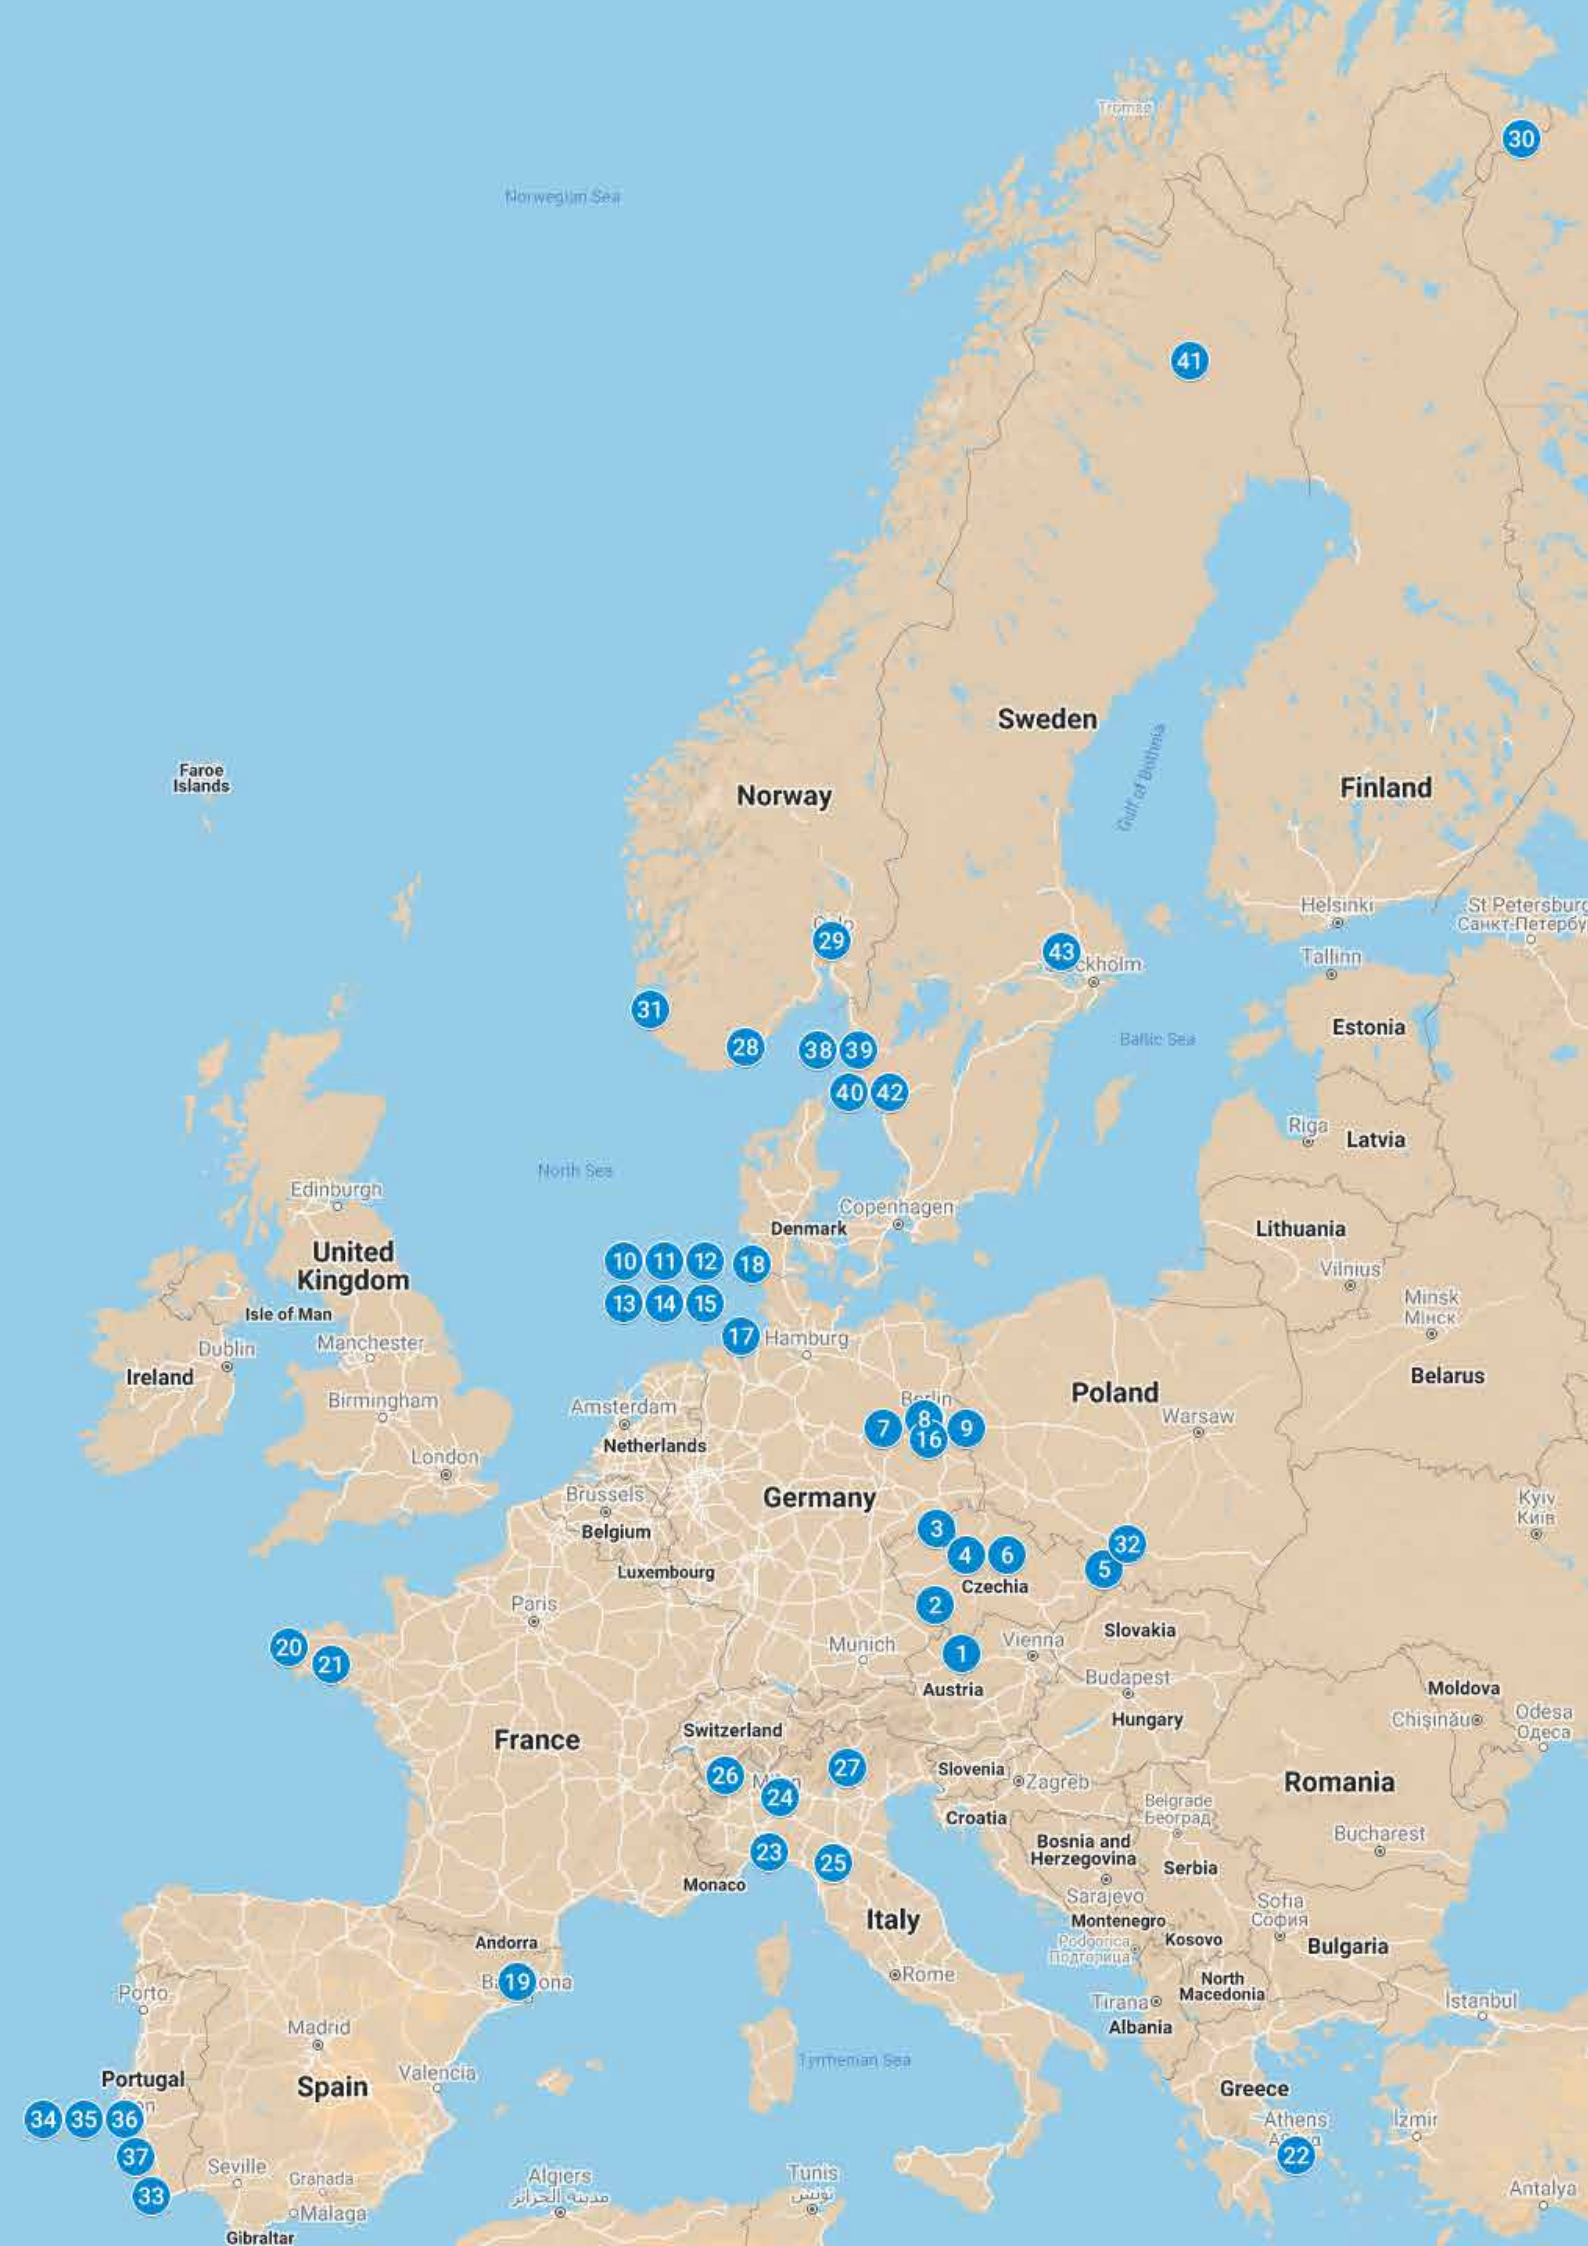 Tromsø
30
Norwegian Sea
41
Sweden
Gulf of Bothnia
Faroe
Islands
Norway
Finland
Helsinki
St Petersburg
Санкт-Петербу
29
43
Tallinn
31
Estonia
28
38
39
Baltic Sea
40
42
Riga
Latvia
North Sea
Edinburgh
Copenhagen
Denmark
Lithuania
United
Kingdom
10
11
12
18
Vilnius
Isle of Man
13
14
15
Minsk
Мінск
Dublin
Manchester
17
Hamburg
Ireland
Belarus
Birmingham
Amsterdam
Berlin
Poland
7
8
9
16
Warsaw
Netherlands
London
Brussels
Germany
Belgium
Kyiv
Київ
3
32
4
6
5
Luxembourg
Czechia
Paris
2
20
21
Munich
1
Vienna
Slovakia
Austria
Budapest
Moldova
Hungary
Chișinău
Odesa
Одеса
France
Switzerland
26
27
24
Slovenia
Zagreb
Romania
Croatia
Belgrade
Београд
Bosnia and
Herzegovina
Bucharest
23
25
Serbia
Monaco
Sarajevo
Sofia
София
Italy
Montenegro
Podgorica
Подгорица
Kosovo
Bulgaria
Andorra
19
Rome
Porto
North
Macedonia
Tirana
İstanbul
Madrid
Albania
Portugal
Spain
Valencia
Tyrrhenian Sea
Greece
34
35
36
Athens
22
İzmir
37
33
Seville
Granada
Málaga
Algiers
مدينة الجزائر
Tunis
تونس
Antalya
Gibraltar